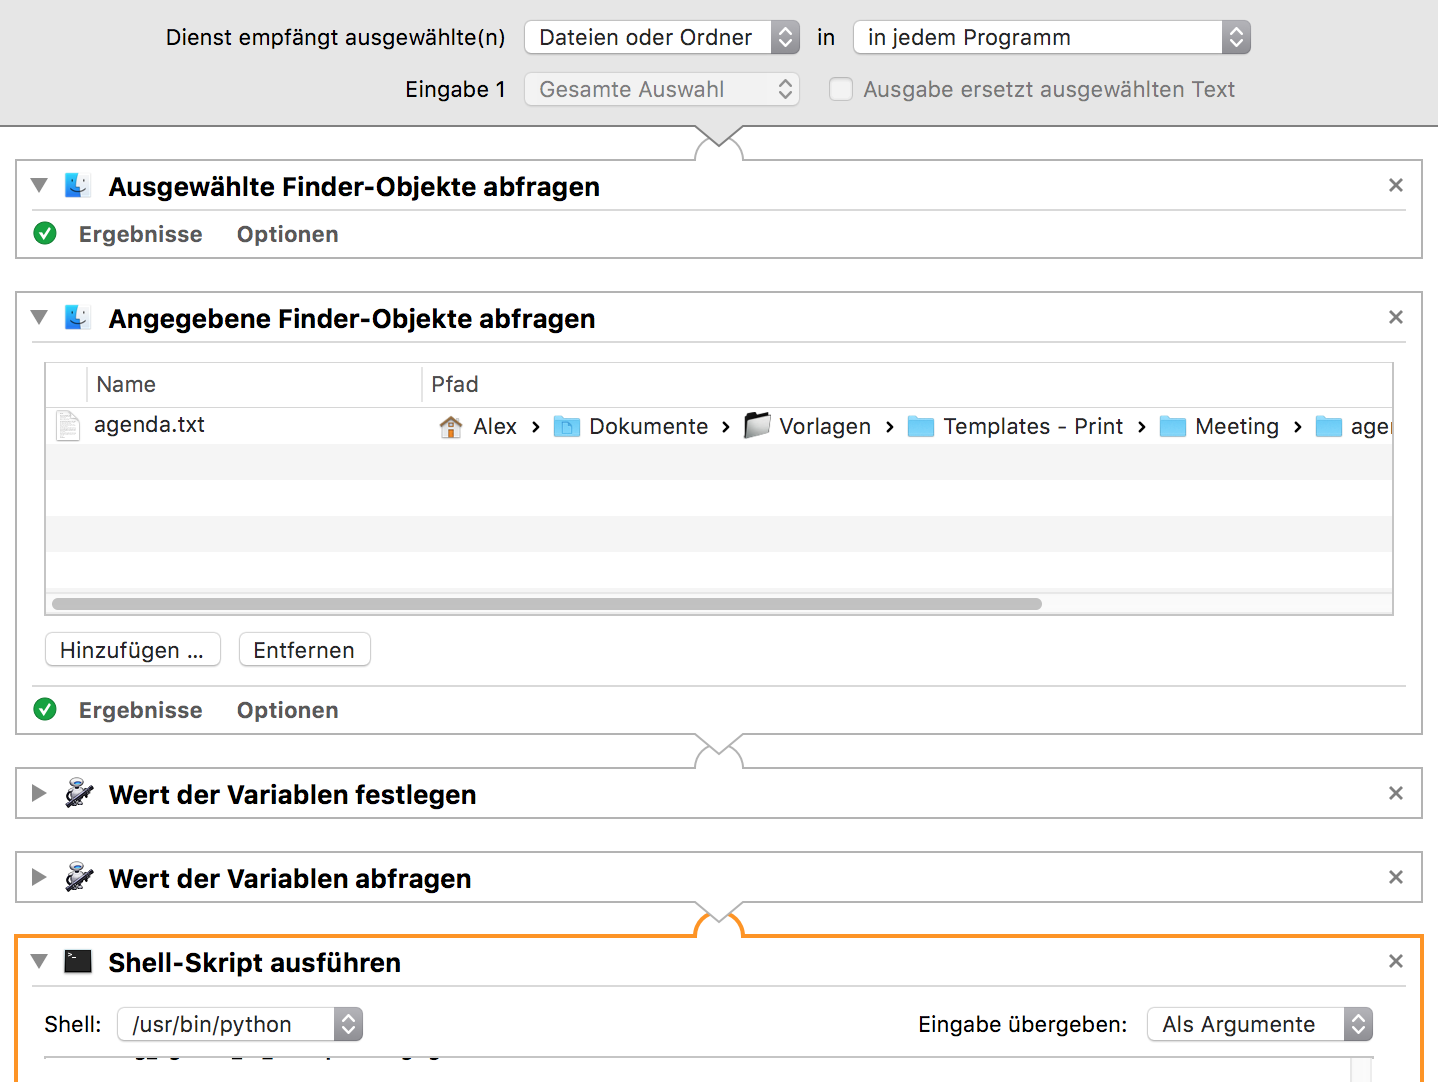 Dienst empfängt ausgewählte(n) Dateien oder Ordner in in jedem Programm
Eingabe 1 Gesamte Auswahl Ausgabe ersetzt ausgewählten Text
Ausgewählte Finder-Objekte abfragen
Ergebnisse Optionen
Angegebene Finder-Objekte abfragen
Name Pfad
agenda.txt Alex › Dokumente › Vorlagen › Templates - Print › Meeting ›
Hinzufügen ... Entfernen
Ergebnisse Optionen
Wert der Variablen festlegen
Wert der Variablen abfragen
Shell-Skript ausführen
Shell: /usr/bin/python Eingabe übergeben: Als Argumente